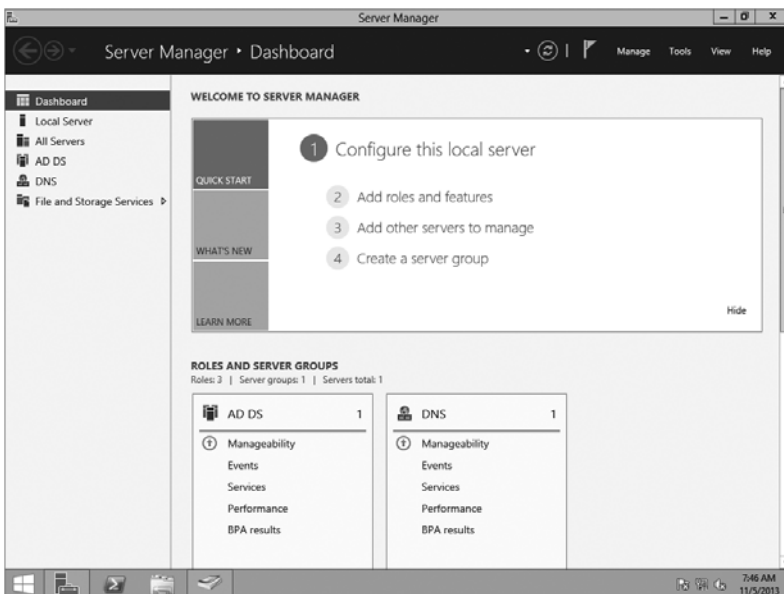 Server Manager
Server Manager • Dashboard
Manage Tools View Help
Dashboard
Local Server
All Servers
AD DS
DNS
File and Storage Services
WELCOME TO SERVER MANAGER
QUICK START
WHAT'S NEW
LEARN MORE
1 Configure this local server
2 Add roles and features
3 Add other servers to manage
4 Create a server group
Hide
ROLES AND SERVER GROUPS
Roles: 3 | Server groups: 1 | Servers total: 1
AD DS 1
Manageability
Events
Services
Performance
BPA results
DNS 1
Manageability
Events
Services
Performance
BPA results
7:46 AM
11/5/2013